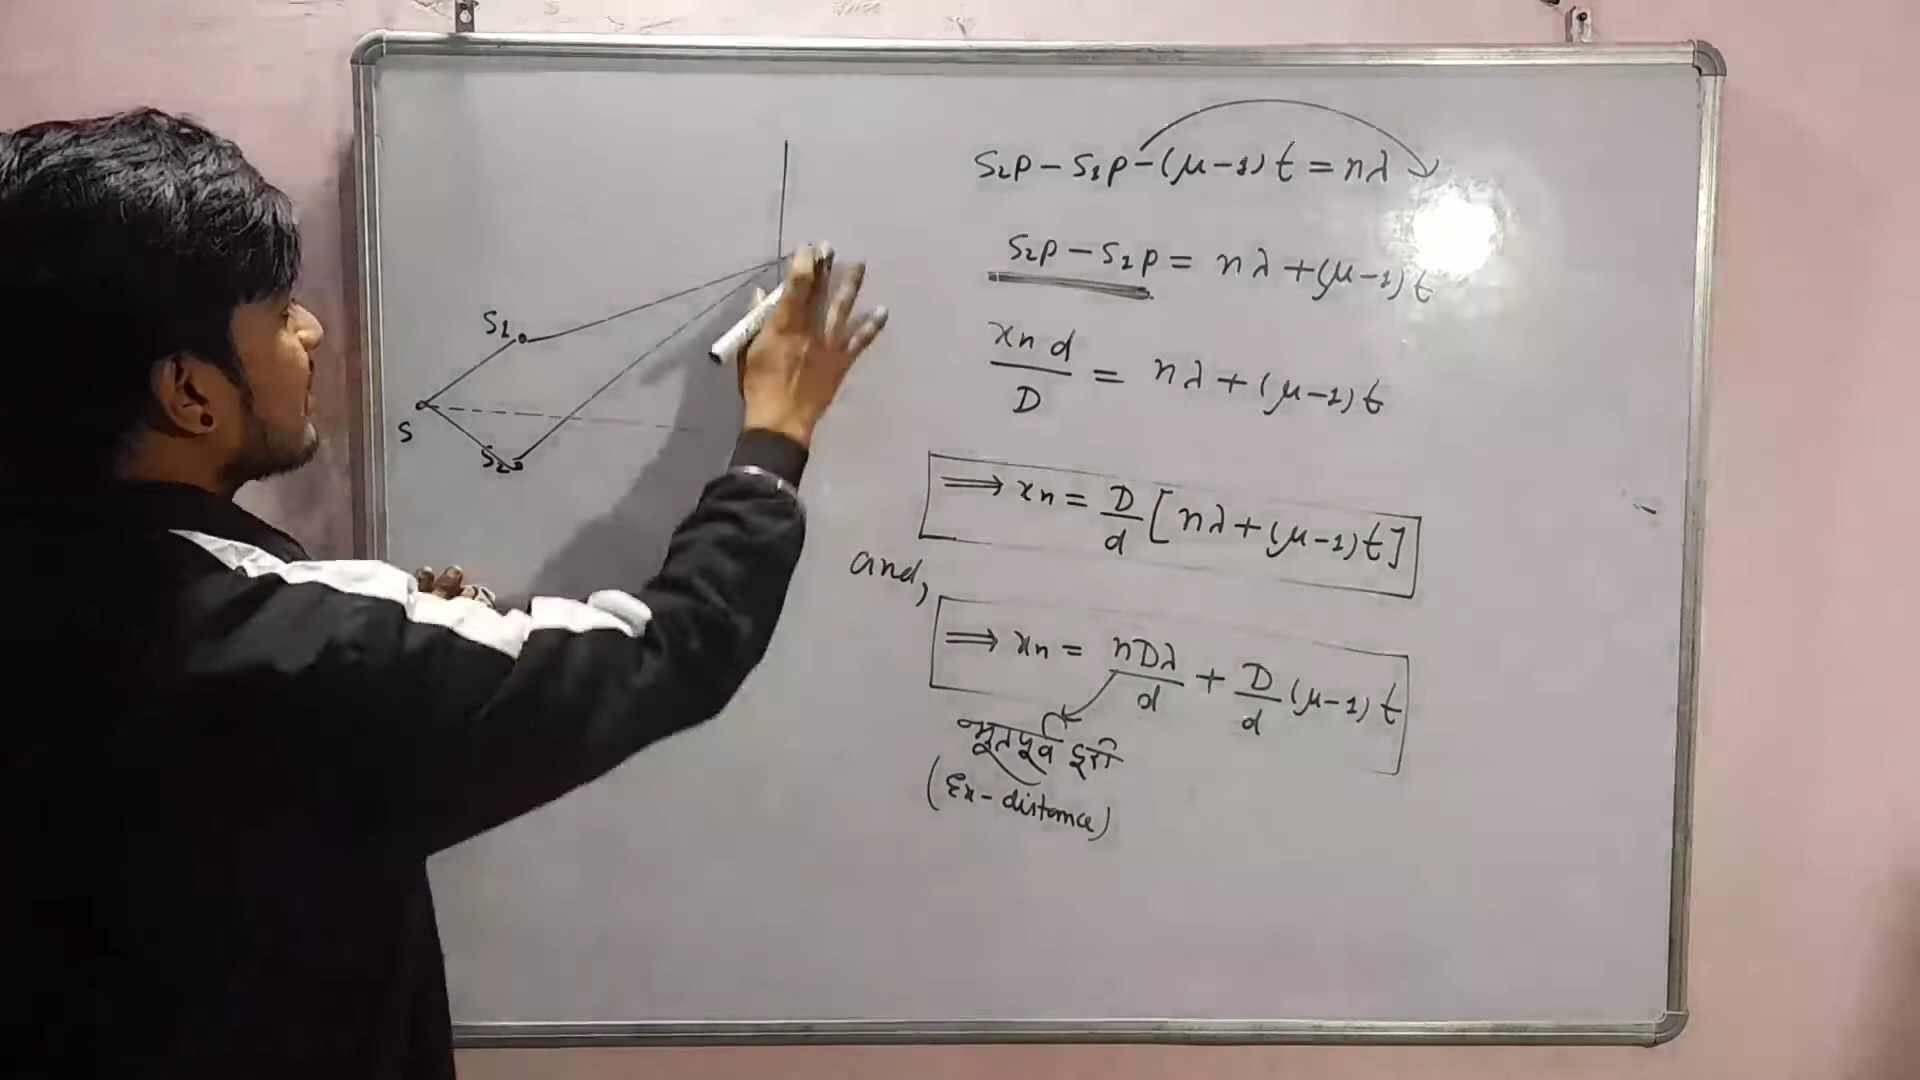 S₂P − S₁P − (μ−1) t = nλ
S₂P − S₁P = nλ + (μ−1) t
xn d / D = nλ + (μ−1) t
⟹ xn = D/d [nλ + (μ−1) t]
and,
⟹ xn = nDλ/d + D/d (μ−1) t
भूतपूर्व दूरी
(Ex-distance)
S₁
S
S₂